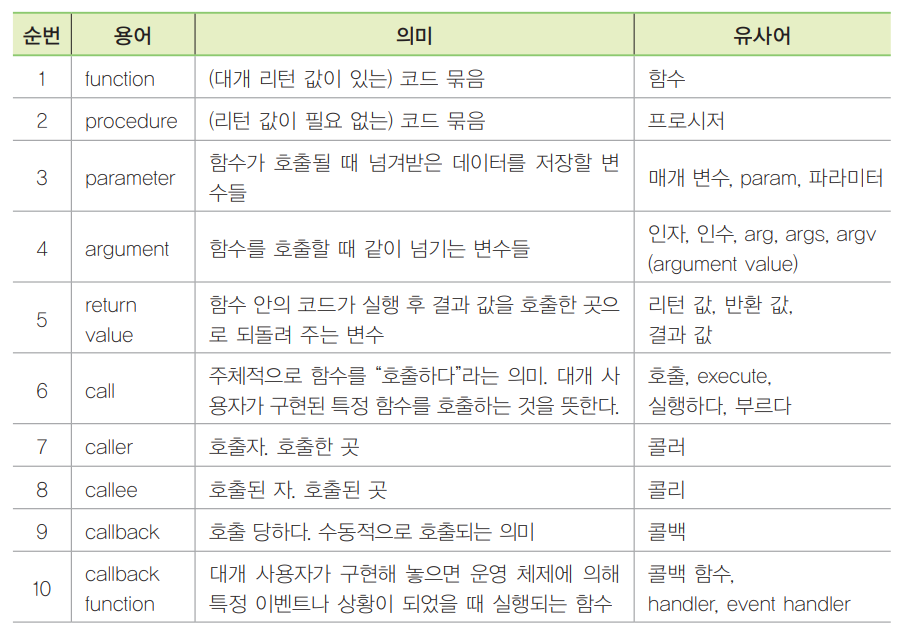 순번 용어 의미 유사어
1 function (대개 리턴 값이 있는) 코드 묶음 함수
2 procedure (리턴 값이 필요 없는) 코드 묶음 프로시저
3 parameter 함수가 호출될 때 넘겨받은 데이터를 저장할 변
수들
매개 변수, param, 파라미터
4 argument 함수를 호출할 때 같이 넘기는 변수들
인자, 인수, arg, args, argv
(argument value)
5
return
value
함수 안의 코드가 실행 후 결과 값을 호출한 곳으
로 되돌려 주는 변수
리턴 값, 반환 값,
결과 값
6 call
주체적으로 함수를 “호출하다”라는 의미. 대개 사
용자가 구현된 특정 함수를 호출하는 것을 뜻한다.
호출, execute,
실행하다, 부르다
7 caller 호출자. 호출한 곳 콜러
8 callee 호출된 자. 호출된 곳 콜리
9 callback 호출 당하다. 수동적으로 호출되는 의미 콜백
10
callback
function
대개 사용자가 구현해 놓으면 운영 체제에 의해
특정 이벤트나 상황이 되었을 때 실행되는 함수
콜백 함수,
handler, event handler